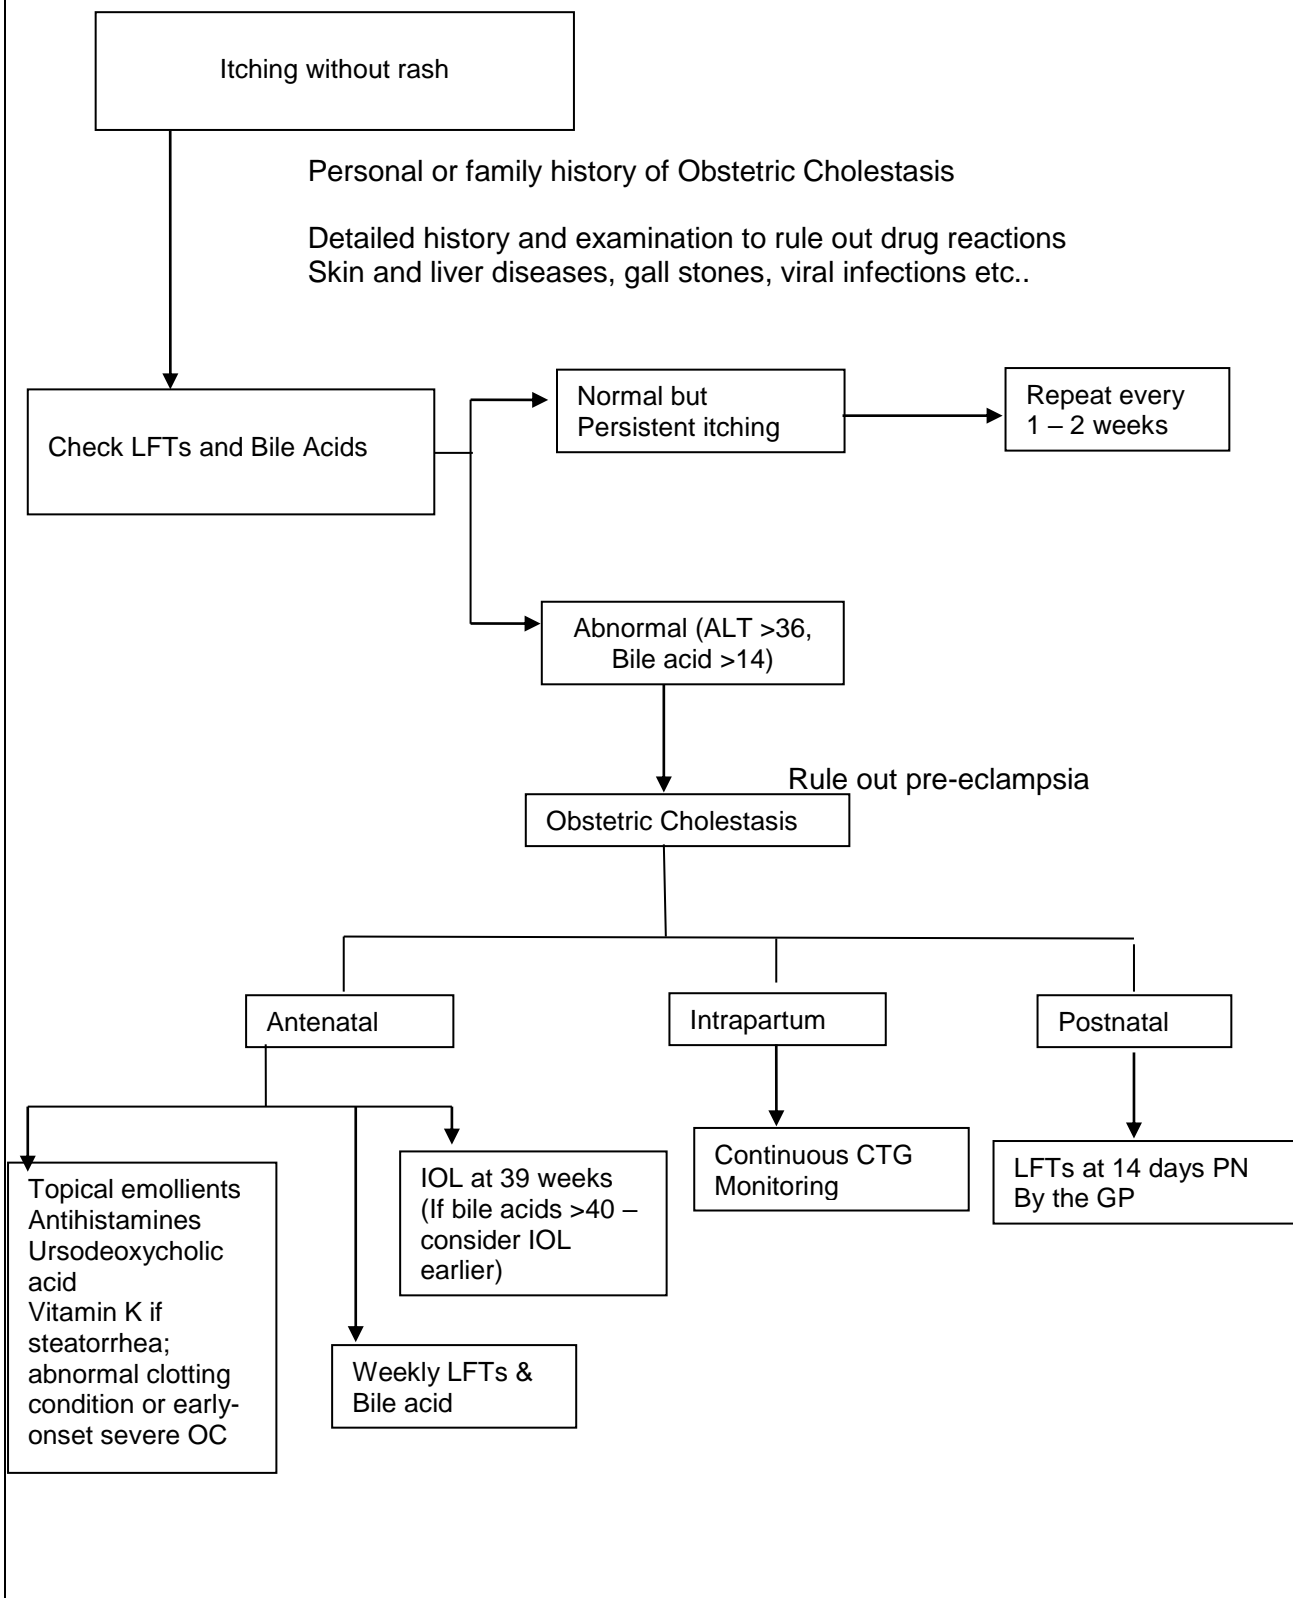 Itching without rash
Personal or family history of Obstetric Cholestasis
Detailed history and examination to rule out drug reactions
Skin and liver diseases, gall stones, viral infections etc..
Check LFTs and Bile Acids
Normal but
Persistent itching
Repeat every
1 – 2 weeks
Abnormal (ALT >36,
Bile acid >14)
Rule out pre-eclampsia
Obstetric Cholestasis
Antenatal
Intrapartum
Postnatal
Topical emollients
Antihistamines
Ursodeoxycholic
acid
Vitamin K if
steatorrhea;
abnormal clotting
condition or early-
onset severe OC
Weekly LFTs &
Bile acid
IOL at 39 weeks
(If bile acids >40 –
consider IOL
earlier)
Continuous CTG
Monitoring
LFTs at 14 days PN
By the GP